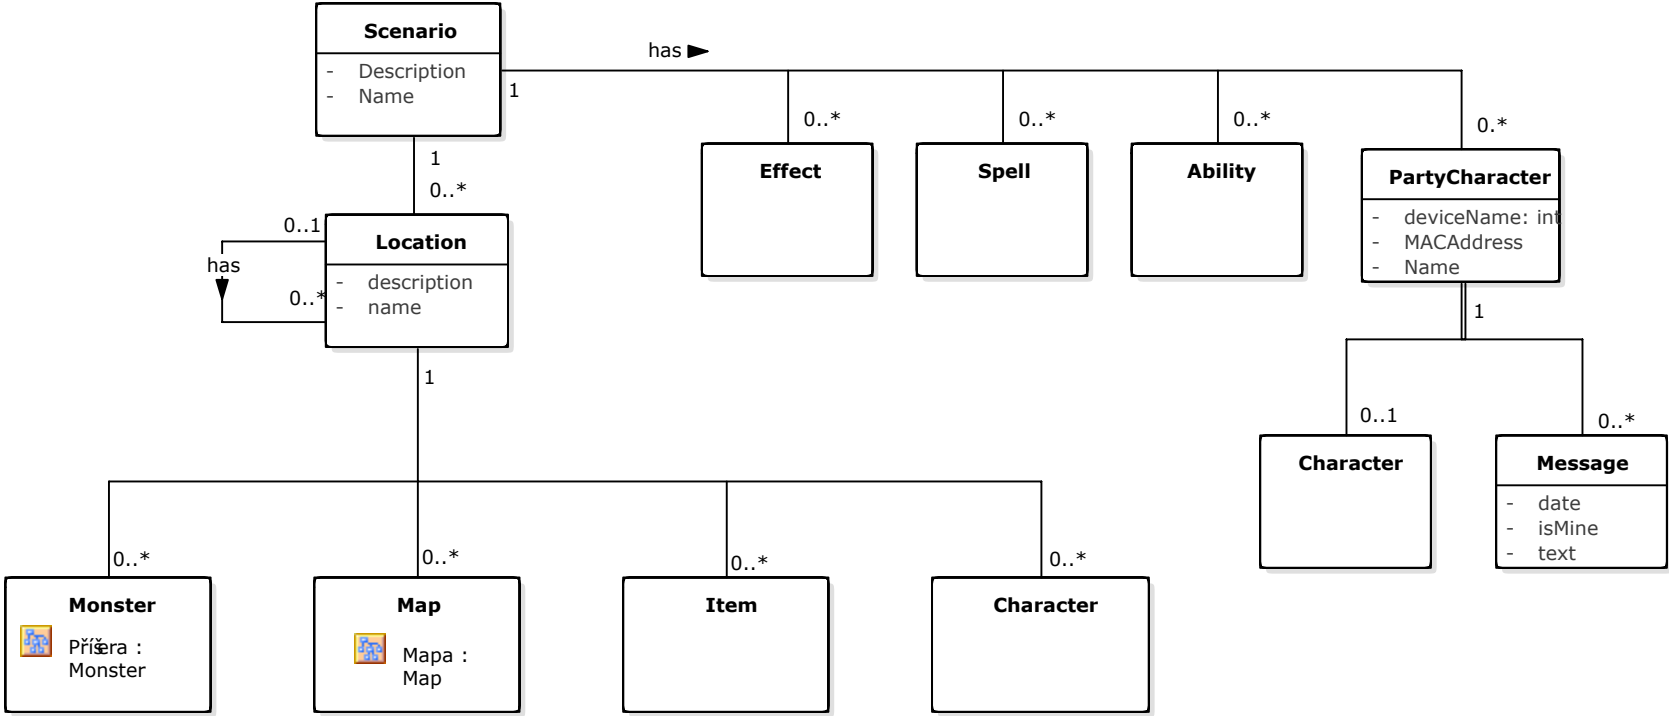 Scenario
- Description
- Name
has
1
0..*
0..*
0..*
0.*
Effect
Spell
Ability
PartyCharacter
- deviceName: int
- MACAddress
- Name
1
0..*
0..1
has
0..*
Location
- description
- name
1
1
0..1
0..*
Character
Message
- date
- isMine
- text
0..*
0..*
0..*
0..*
Monster
Příšera :
Monster
Map
Mapa :
Map
Item
Character